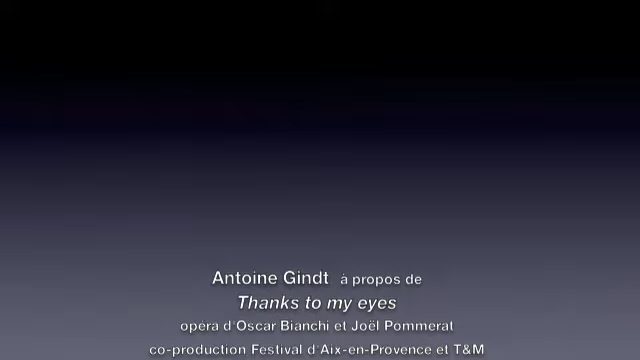 Antoine Gindt à propos de
Thanks to my eyes
opéra d'Oscar Bianchi et Joël Pommerat
co-production Festival d'Aix-en-Provence et T&M